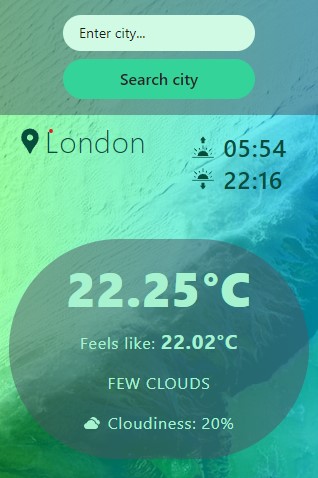 Enter city...
Search city
London
05:54
22:16
22.25°C
Feels like: 22.02°C
FEW CLOUDS
Cloudiness: 20%